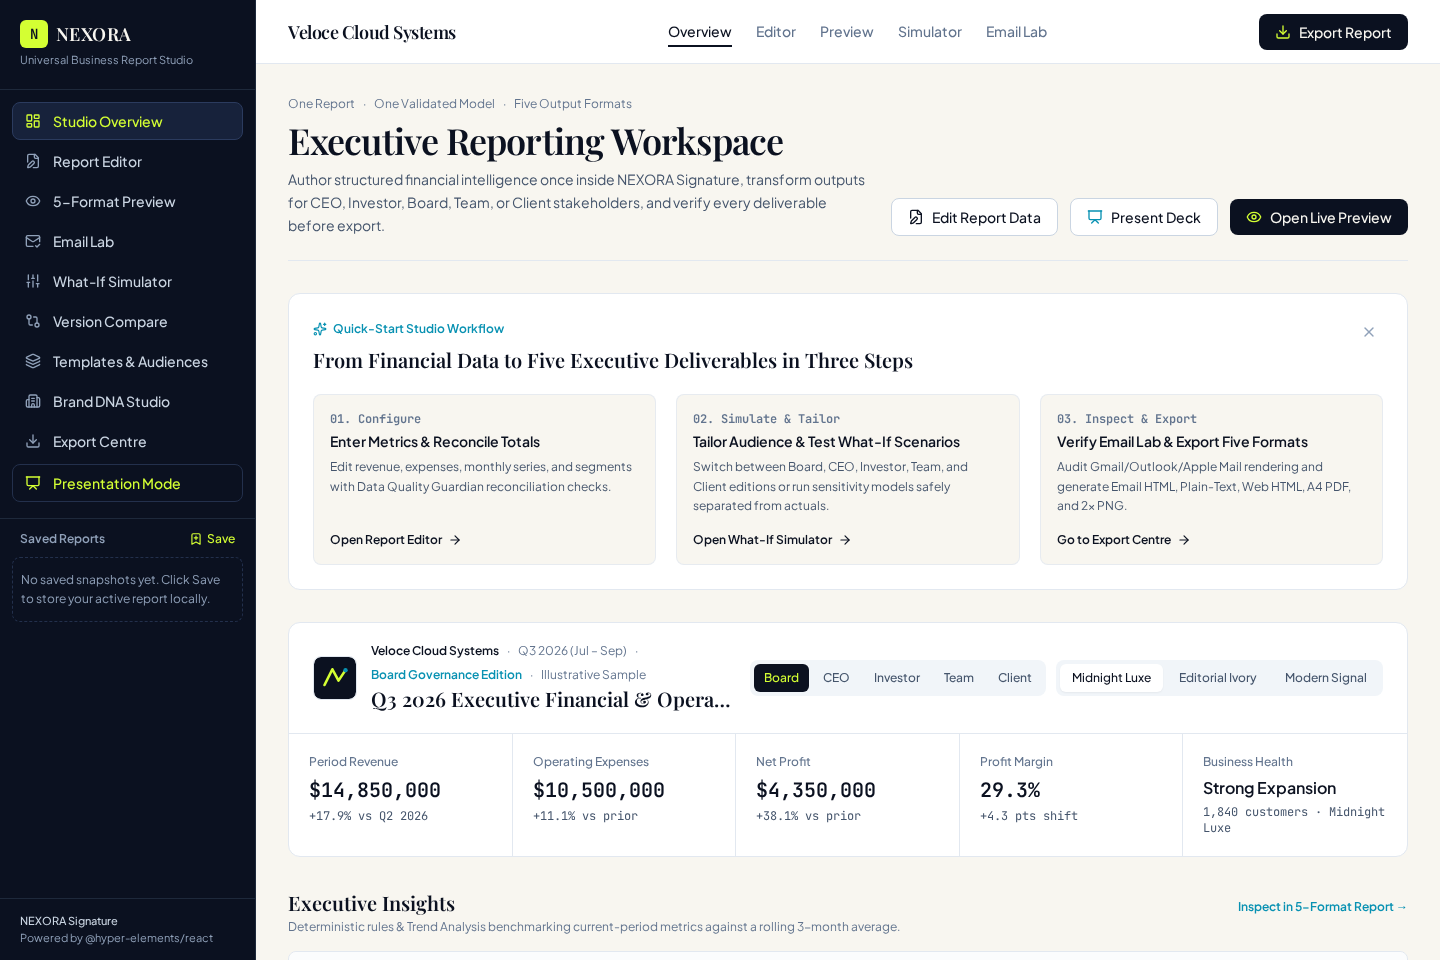 N NEXORA
Universal Business Report Studio
Studio Overview
Report Editor
5-Format Preview
Email Lab
What-If Simulator
Version Compare
Templates & Audiences
Brand DNA Studio
Export Centre
Presentation Mode
Saved Reports Save
No saved snapshots yet. Click Save
to store your active report locally.
NEXORA Signature
Powered by @hyper-elements/react
Veloce Cloud Systems
Overview Editor Preview Simulator Email Lab
Export Report
One Report · One Validated Model · Five Output Formats
Executive Reporting Workspace
Author structured financial intelligence once inside NEXORA Signature, transform outputs
for CEO, Investor, Board, Team, or Client stakeholders, and verify every deliverable
before export.
Edit Report Data Present Deck Open Live Preview
Quick-Start Studio Workflow
From Financial Data to Five Executive Deliverables in Three Steps
01. Configure
Enter Metrics & Reconcile Totals
Edit revenue, expenses, monthly series, and segments
with Data Quality Guardian reconciliation checks.
Open Report Editor →
02. Simulate & Tailor
Tailor Audience & Test What-If Scenarios
Switch between Board, CEO, Investor, Team, and
Client editions or run sensitivity models safely
separated from actuals.
Open What-If Simulator →
03. Inspect & Export
Verify Email Lab & Export Five Formats
Audit Gmail/Outlook/Apple Mail rendering and
generate Email HTML, Plain-Text, Web HTML, A4 PDF,
and 2× PNG.
Go to Export Centre →
Veloce Cloud Systems · Q3 2026 (Jul – Sep) ·
Board Governance Edition · Illustrative Sample
Q3 2026 Executive Financial & Opera...
Board CEO Investor Team Client
Midnight Luxe Editorial Ivory Modern Signal
Period Revenue
$14,850,000
+17.9% vs Q2 2026
Operating Expenses
$10,500,000
+11.1% vs prior
Net Profit
$4,350,000
+38.1% vs prior
Profit Margin
29.3%
+4.3 pts shift
Business Health
Strong Expansion
1,840 customers · Midnight
Luxe
Executive Insights
Deterministic rules & Trend Analysis benchmarking current-period metrics against a rolling 3-month average.
Inspect in 5-Format Report →